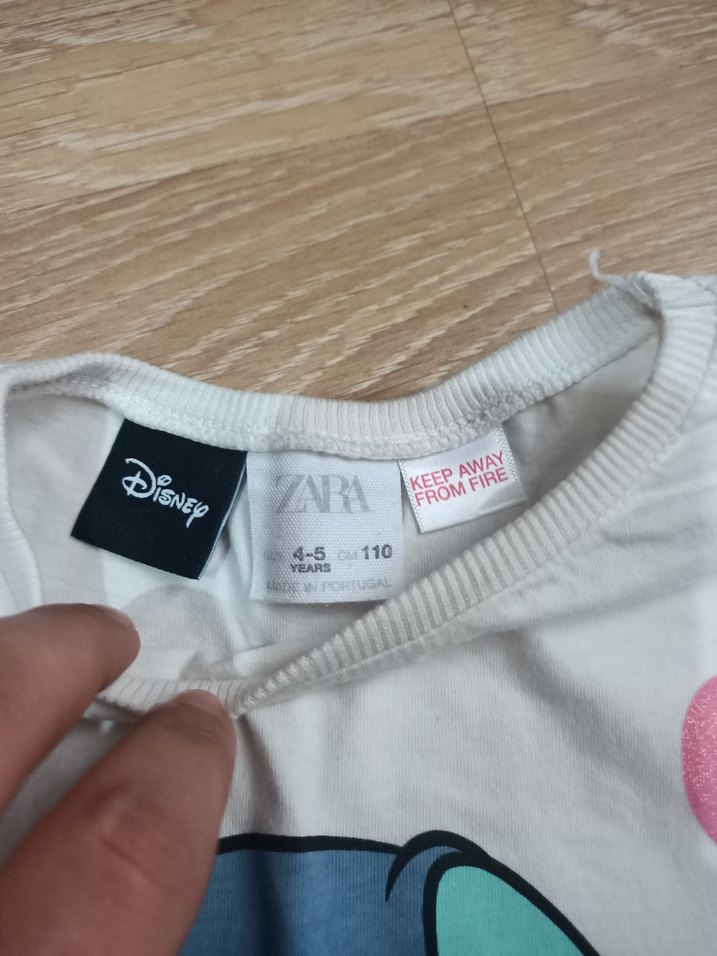 Disney
ZARA
SIZE 4-5 CM 110
YEARS
MADE IN PORTUGAL
KEEP AWAY
FROM FIRE